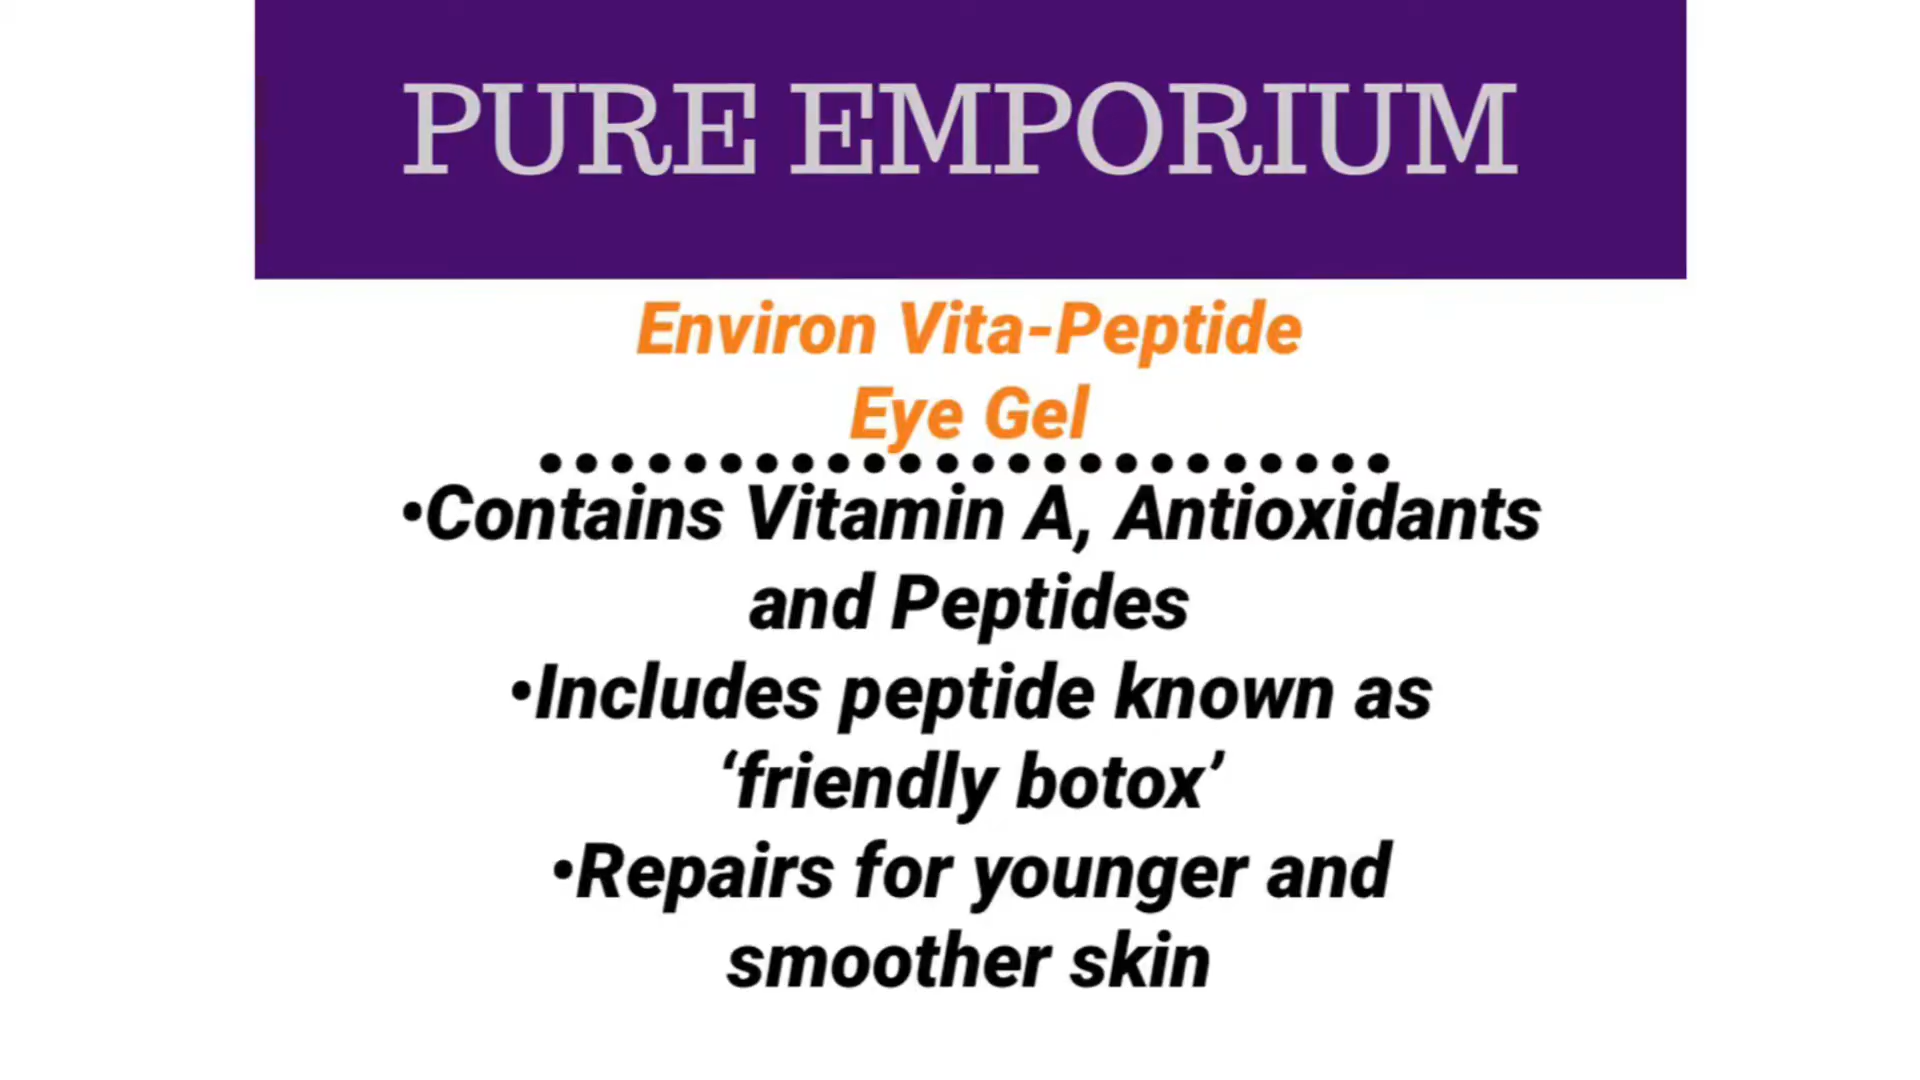 PURE EMPORIUM
Environ Vita-Peptide
Eye Gel
•Contains Vitamin A, Antioxidants
and Peptides
•Includes peptide known as
‘friendly botox’
•Repairs for younger and
smoother skin